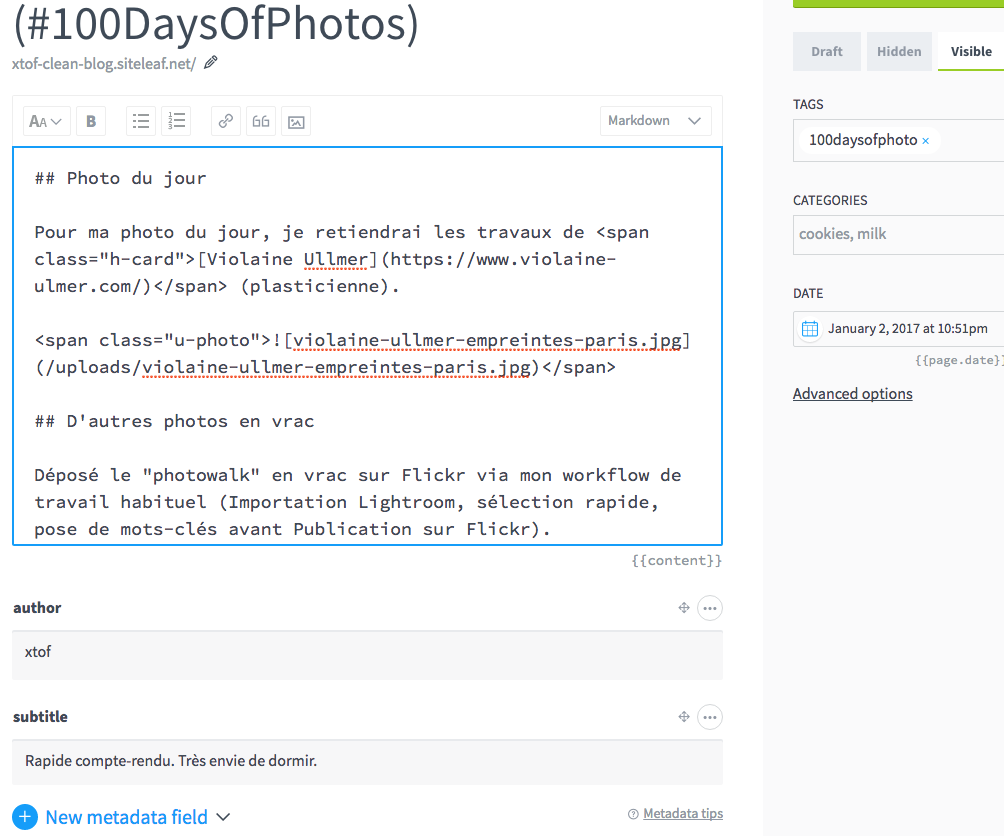 (#100DaysOfPhotos)
xtof-clean-blog.siteleaf.net/
AA
B
Markdown
## Photo du jour
Pour ma photo du jour, je retiendrai les travaux de <span
class="h-card">[Violaine Ullmer](https://www.violaine-
ulmer.com/)</span> (plasticienne).
<span class="u-photo">![violaine-ullmer-empreintes-paris.jpg]
(/uploads/violaine-ullmer-empreintes-paris.jpg)</span>
## D'autres photos en vrac
Déposé le "photowalk" en vrac sur Flickr via mon workflow de
travail habituel (Importation Lightroom, sélection rapide,
pose de mots-clés avant Publication sur Flickr).
{{content}}
author
xtof
subtitle
Rapide compte-rendu. Très envie de dormir.
New metadata field
Metadata tips
Draft Hidden Visible
TAGS
100daysofphoto ×
CATEGORIES
cookies, milk
DATE
January 2, 2017 at 10:51pm
{{page.date}}
Advanced options